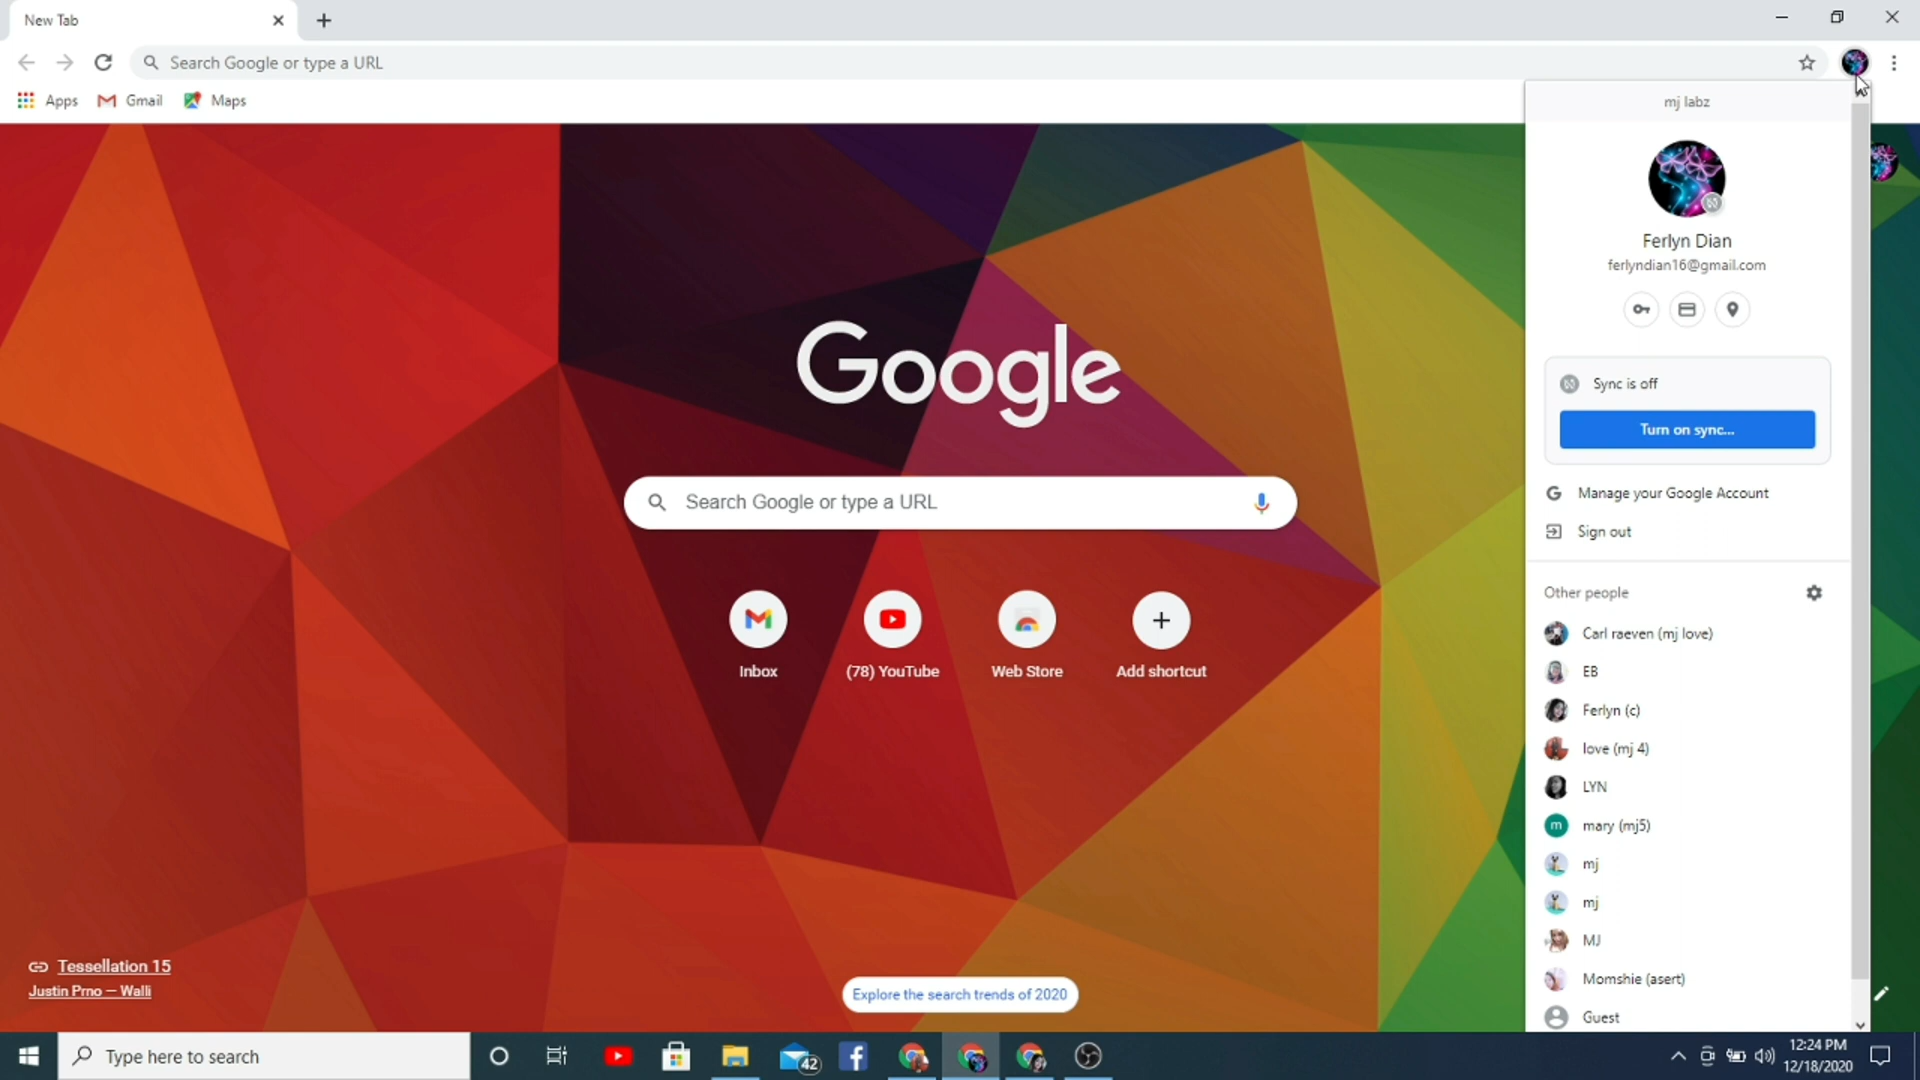 New Tab
Search Google or type a URL
Apps
Gmail
Maps
mj labz
Ferlyn Dian
ferlyndian16@gmail.com
Sync is off
Turn on sync...
Manage your Google Account
Sign out
Other people
Carl raeven (mj love)
EB
Ferlyn (c)
love (mj 4)
LYN
m
mary (mj5)
mj
mj
MJ
Momshie (asert)
Guest
Google
Search Google or type a URL
Inbox
(78) YouTube
Web Store
Add shortcut
Tessellation 15
Justin Prno — Walli
Explore the search trends of 2020
Type here to search
42
12:24 PM
12/18/2020